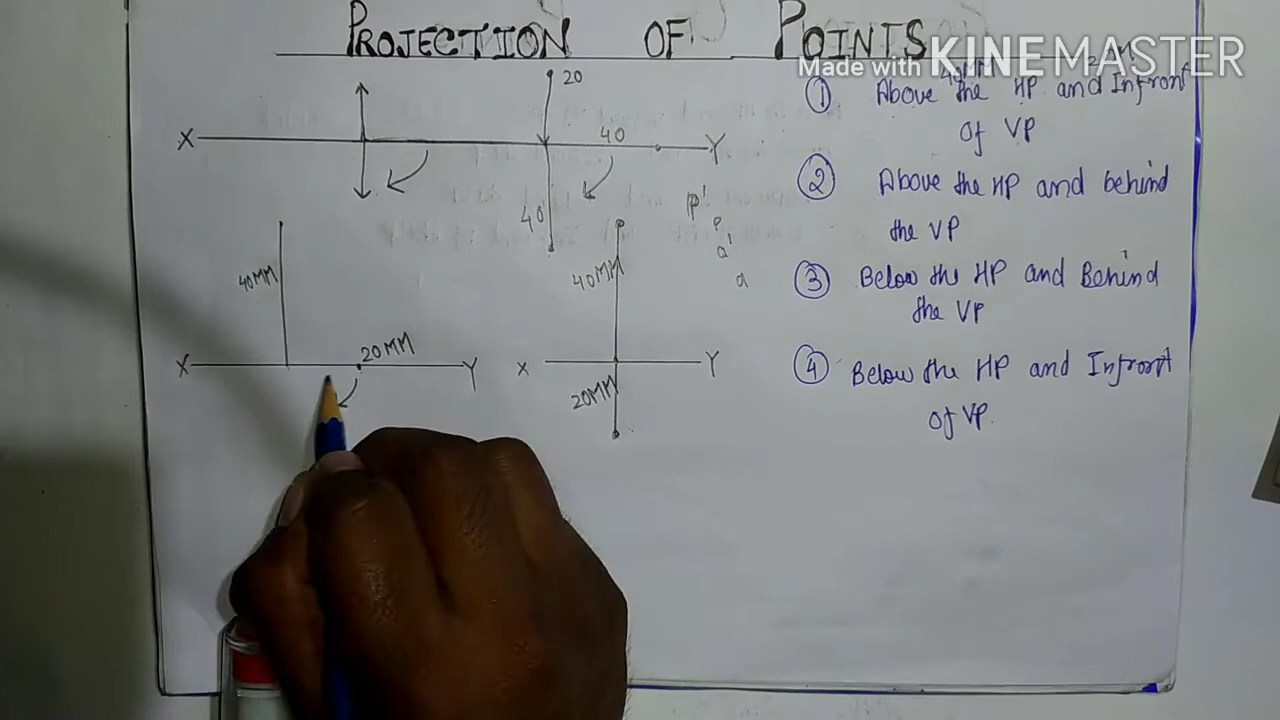 PROJECTION OF POINTS
Made with KINEMASTER
20
X
40
Y
40
p'
p
a'
a
40MM
20MM
X
Y
40MM
20MM
X
Y
40MM
① Above the HP and Infront
of VP
② Above the HP and behind
the VP
③ Below the HP and Behind
the VP
④ Below the HP and Infront
of VP.